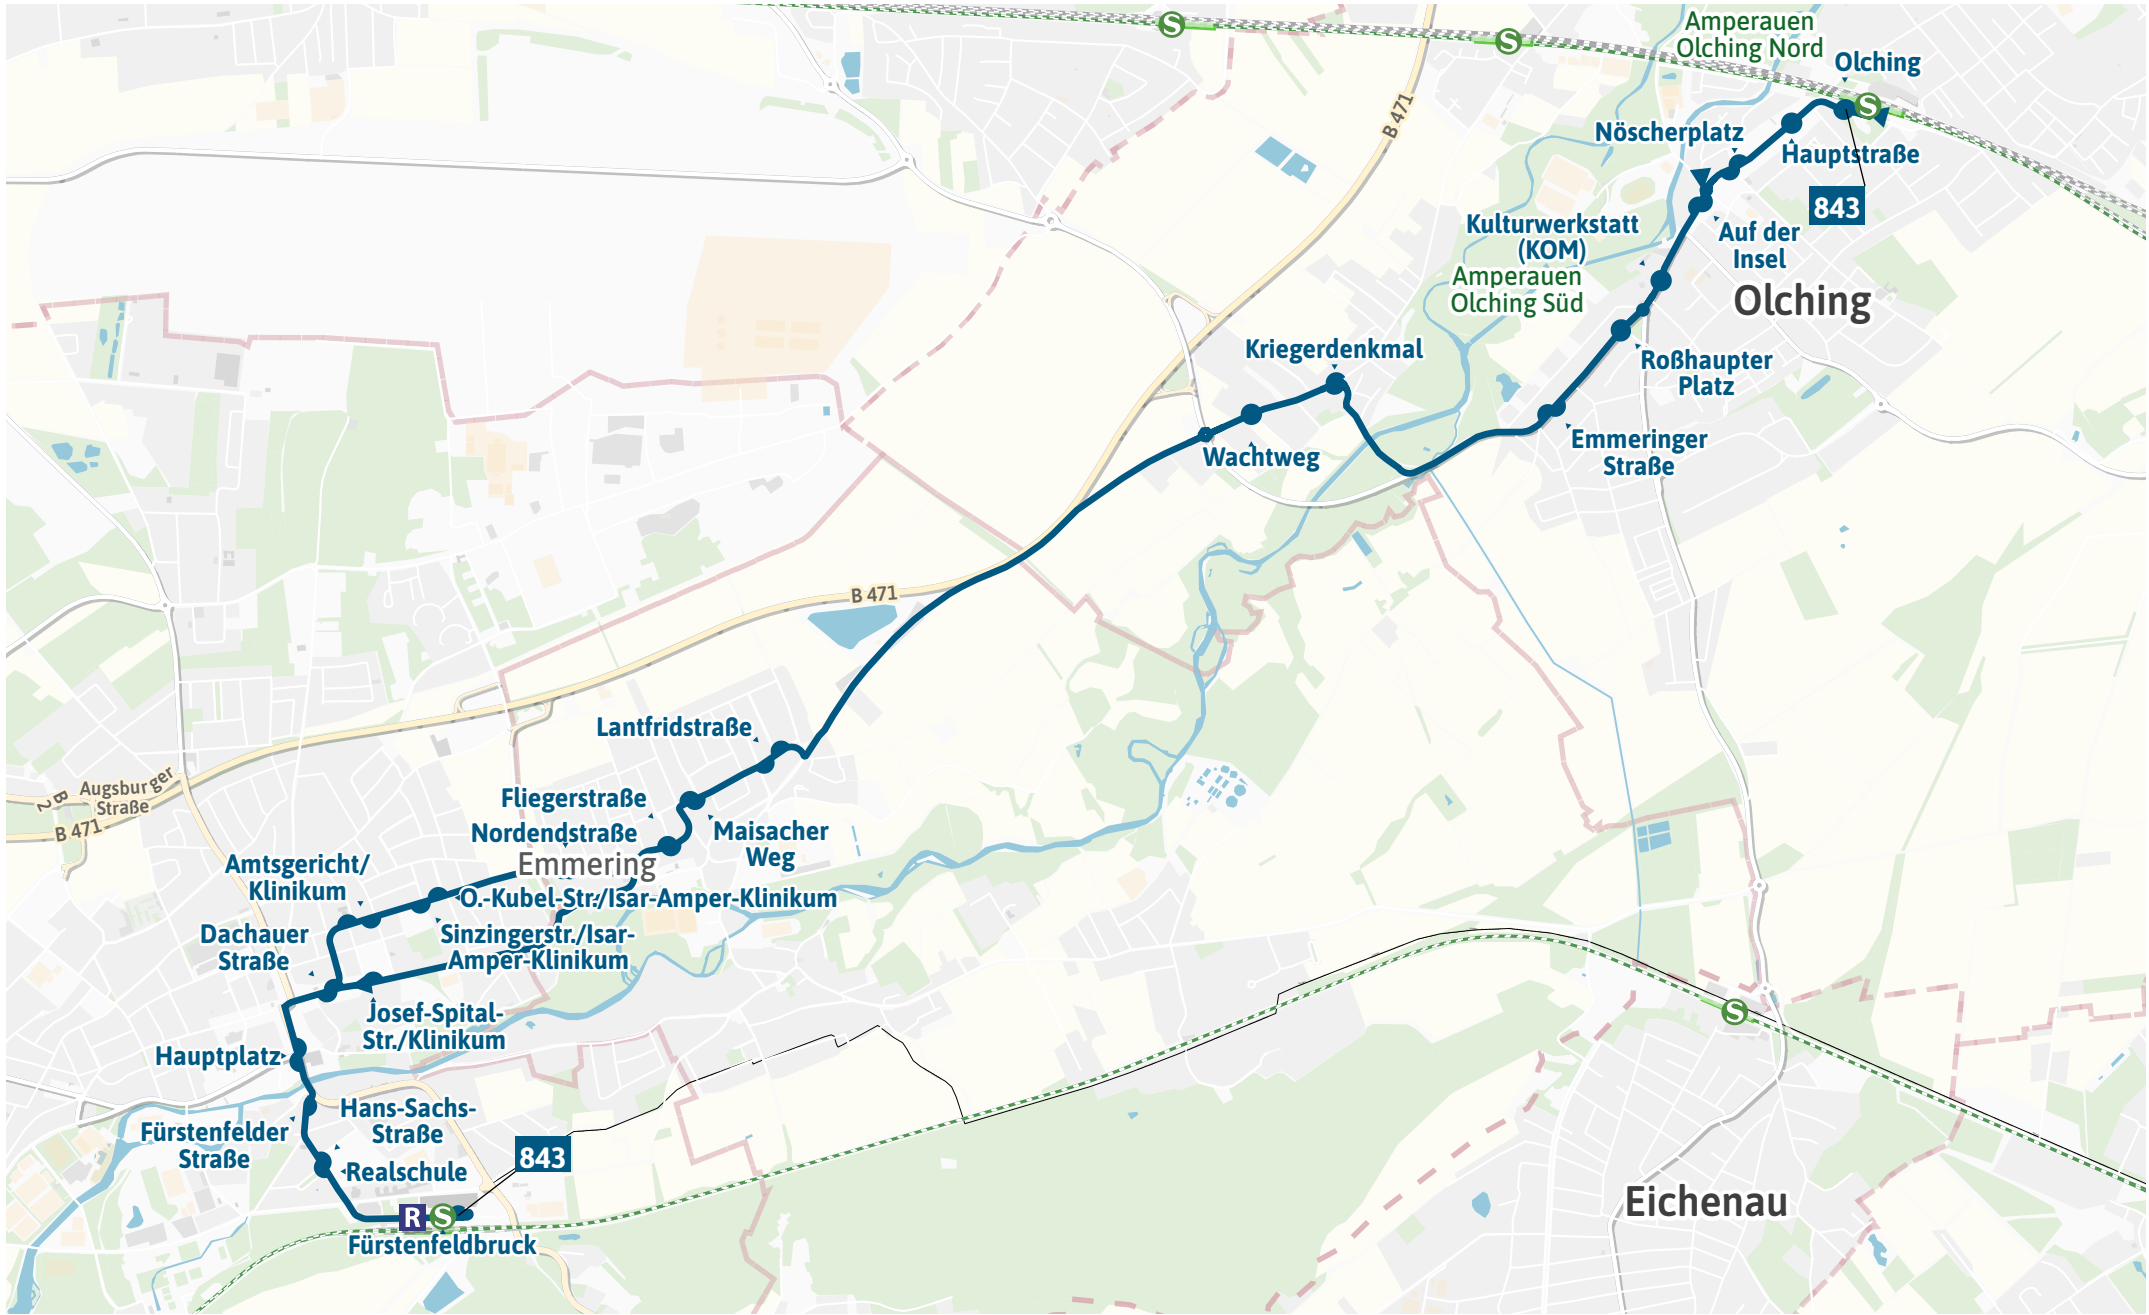 S
S
Amperauen
Olching Nord
Olching
S
B 471
Nöscherplatz
Hauptstraße
843
Kulturwerkstatt
(KOM)
Auf der
Insel
Amperauen
Olching Süd
Olching
Kriegerdenkmal
Roßhaupter
Platz
Emmeringer
Straße
Wachtweg
B 471
Lantfridstraße
Augsburger
Straße
B 2
B 471
Fliegerstraße
Nordendstraße
Maisacher
Weg
Emmering
Amtsgericht/
Klinikum
O.-Kubel-Str/Isar-Amper-Klinikum
Dachauer
Straße
Sinzingerstr./Isar-
Amper-Klinikum
Josef-Spital-
Str./Klinikum
S
Hauptplatz
Hans-Sachs-
Straße
Fürstenfelder
Straße
843
Realschule
Eichenau
R
S
Fürstenfeldbruck